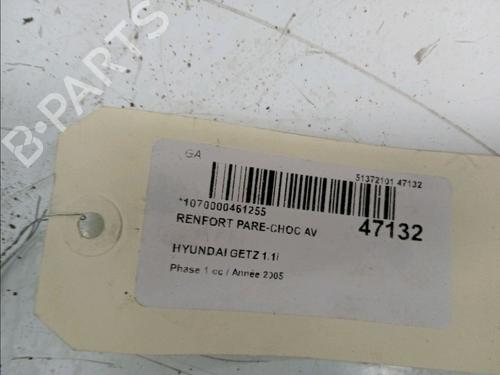 B-PARTS
GA
51372101 47132
*1070000461255
RENFORT PARE-CHOC AV
47132
HYUNDAI GETZ 1.1i
Phase 1 cc / Année 2005